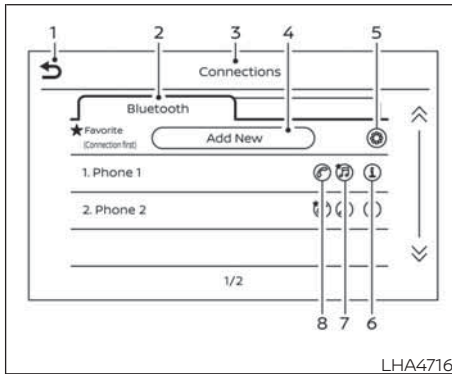 1 2 3 4 5
Connections
Bluetooth
★Favorite
(Connection first)
Add New
1. Phone 1
2. Phone 2
1/2
8 7 6
LHA4716